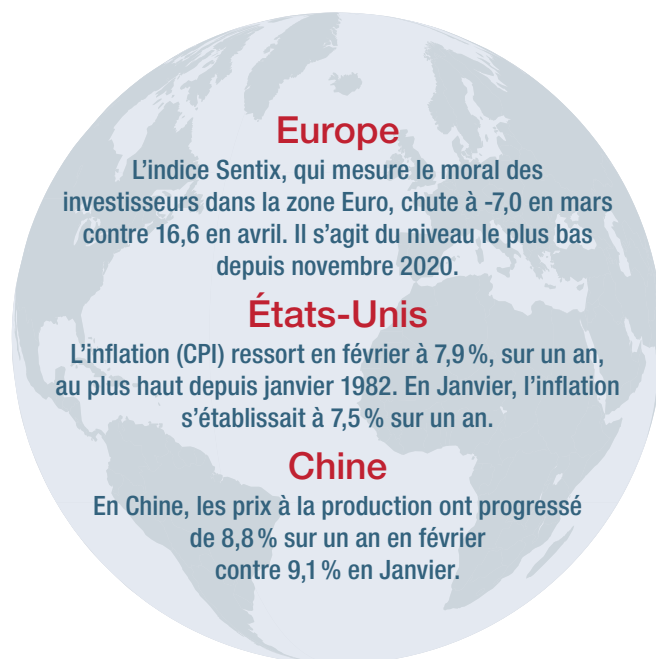 Europe
L’indice Sentix, qui mesure le moral des
investisseurs dans la zone Euro, chute à -7,0 en mars
contre 16,6 en avril. Il s’agit du niveau le plus bas
depuis novembre 2020.
États-Unis
L’inflation (CPI) ressort en février à 7,9 %, sur un an,
au plus haut depuis janvier 1982. En Janvier, l’inflation
s’établissait à 7,5 % sur un an.
Chine
En Chine, les prix à la production ont progressé
de 8,8 % sur un an en février
contre 9,1 % en Janvier.